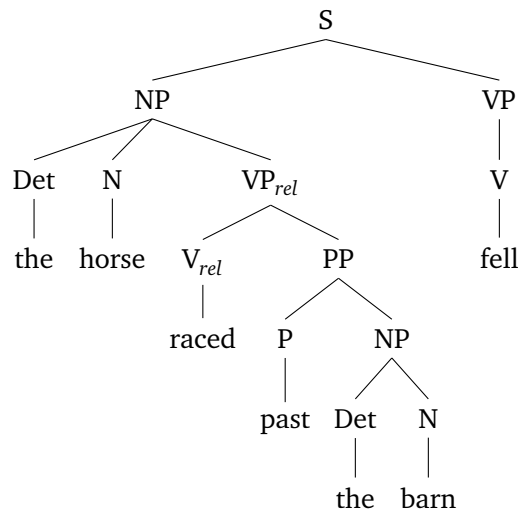 S
NP VP
Det N VP_rel V
the horse V_rel PP fell
raced P NP
past Det N
the barn